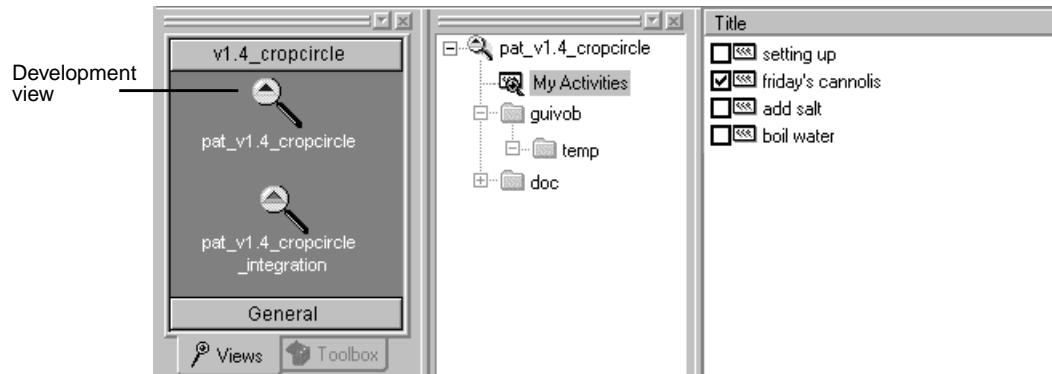 Development
view
v1.4_cropcircle
pat_v1.4_cropcircle
pat_v1.4_cropcircle
_integration
General
Views
Toolbox
pat_v1.4_cropcircle
My Activities
guivob
temp
doc
Title
setting up
friday's cannolis
add salt
boil water